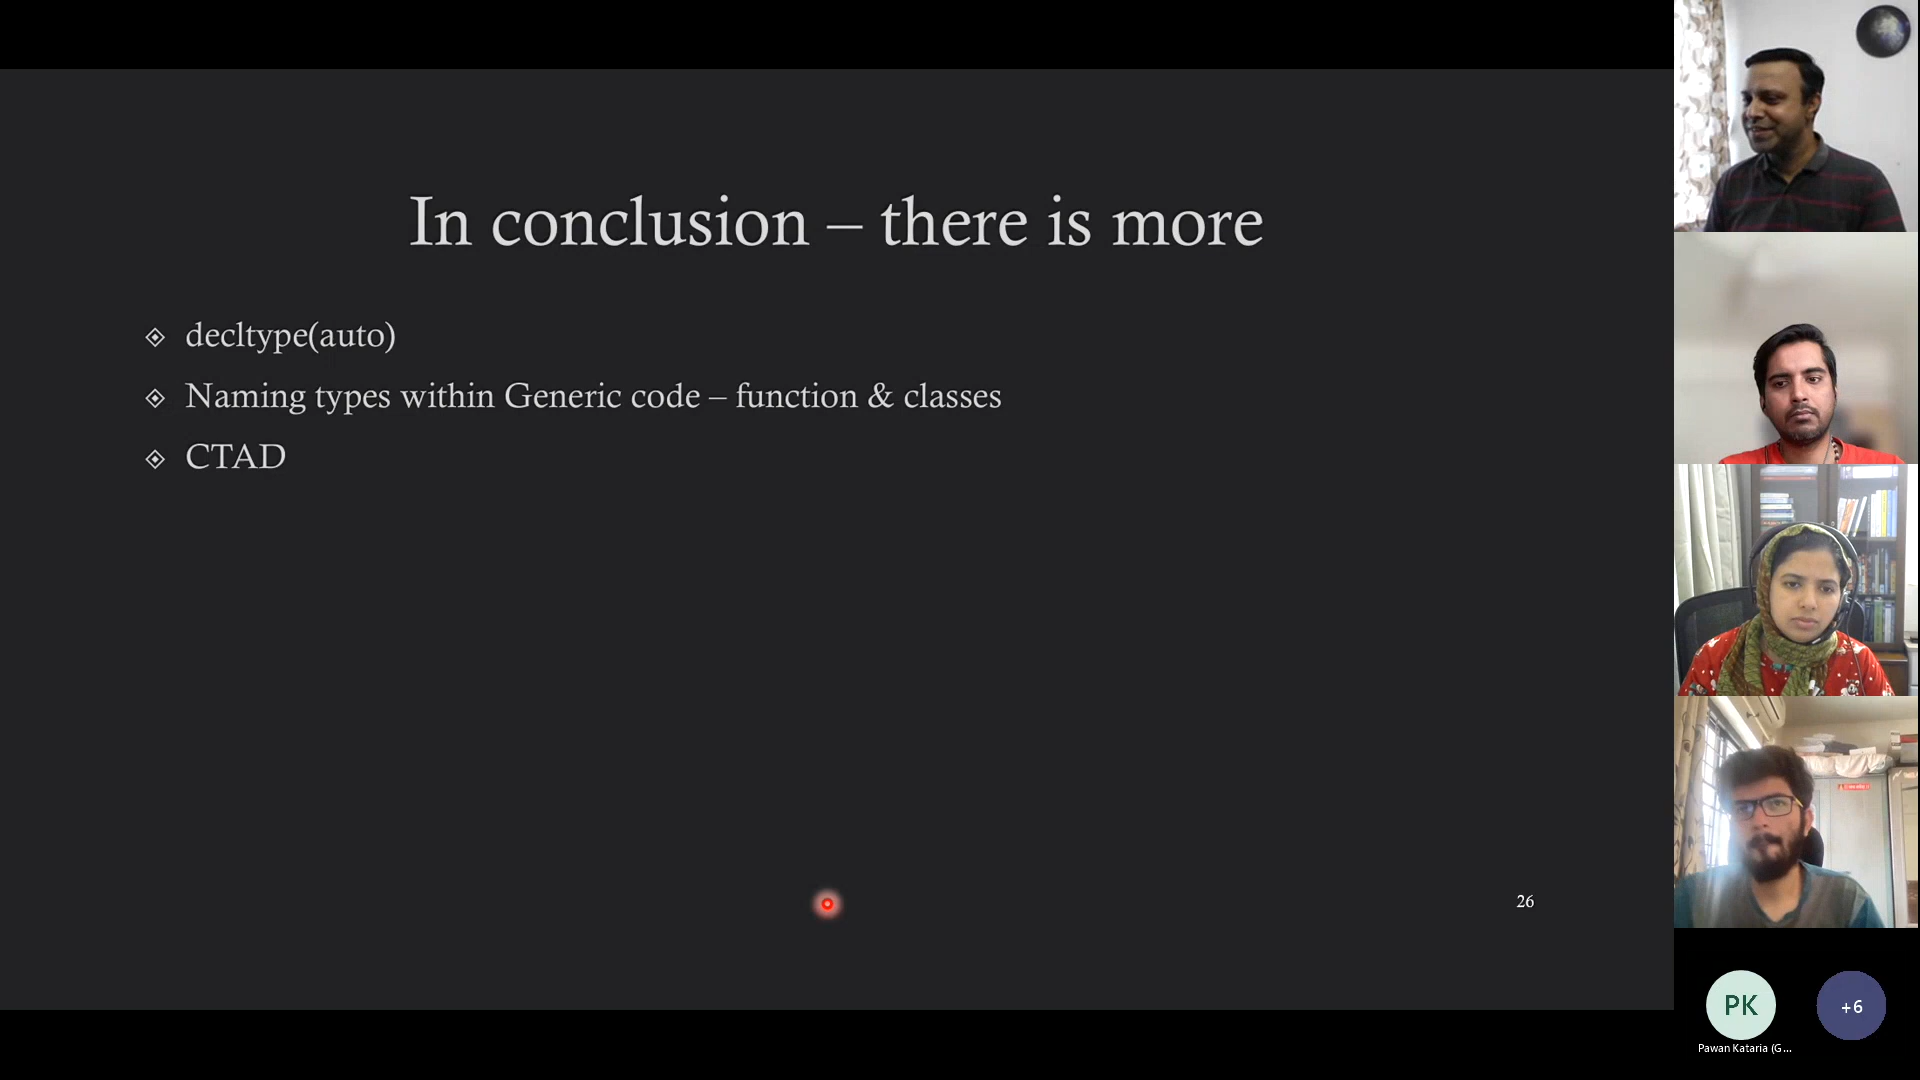 In conclusion – there is more
decltype(auto)
Naming types within Generic code – function & classes
CTAD
26
PK
+6
Pawan Kataria (G...